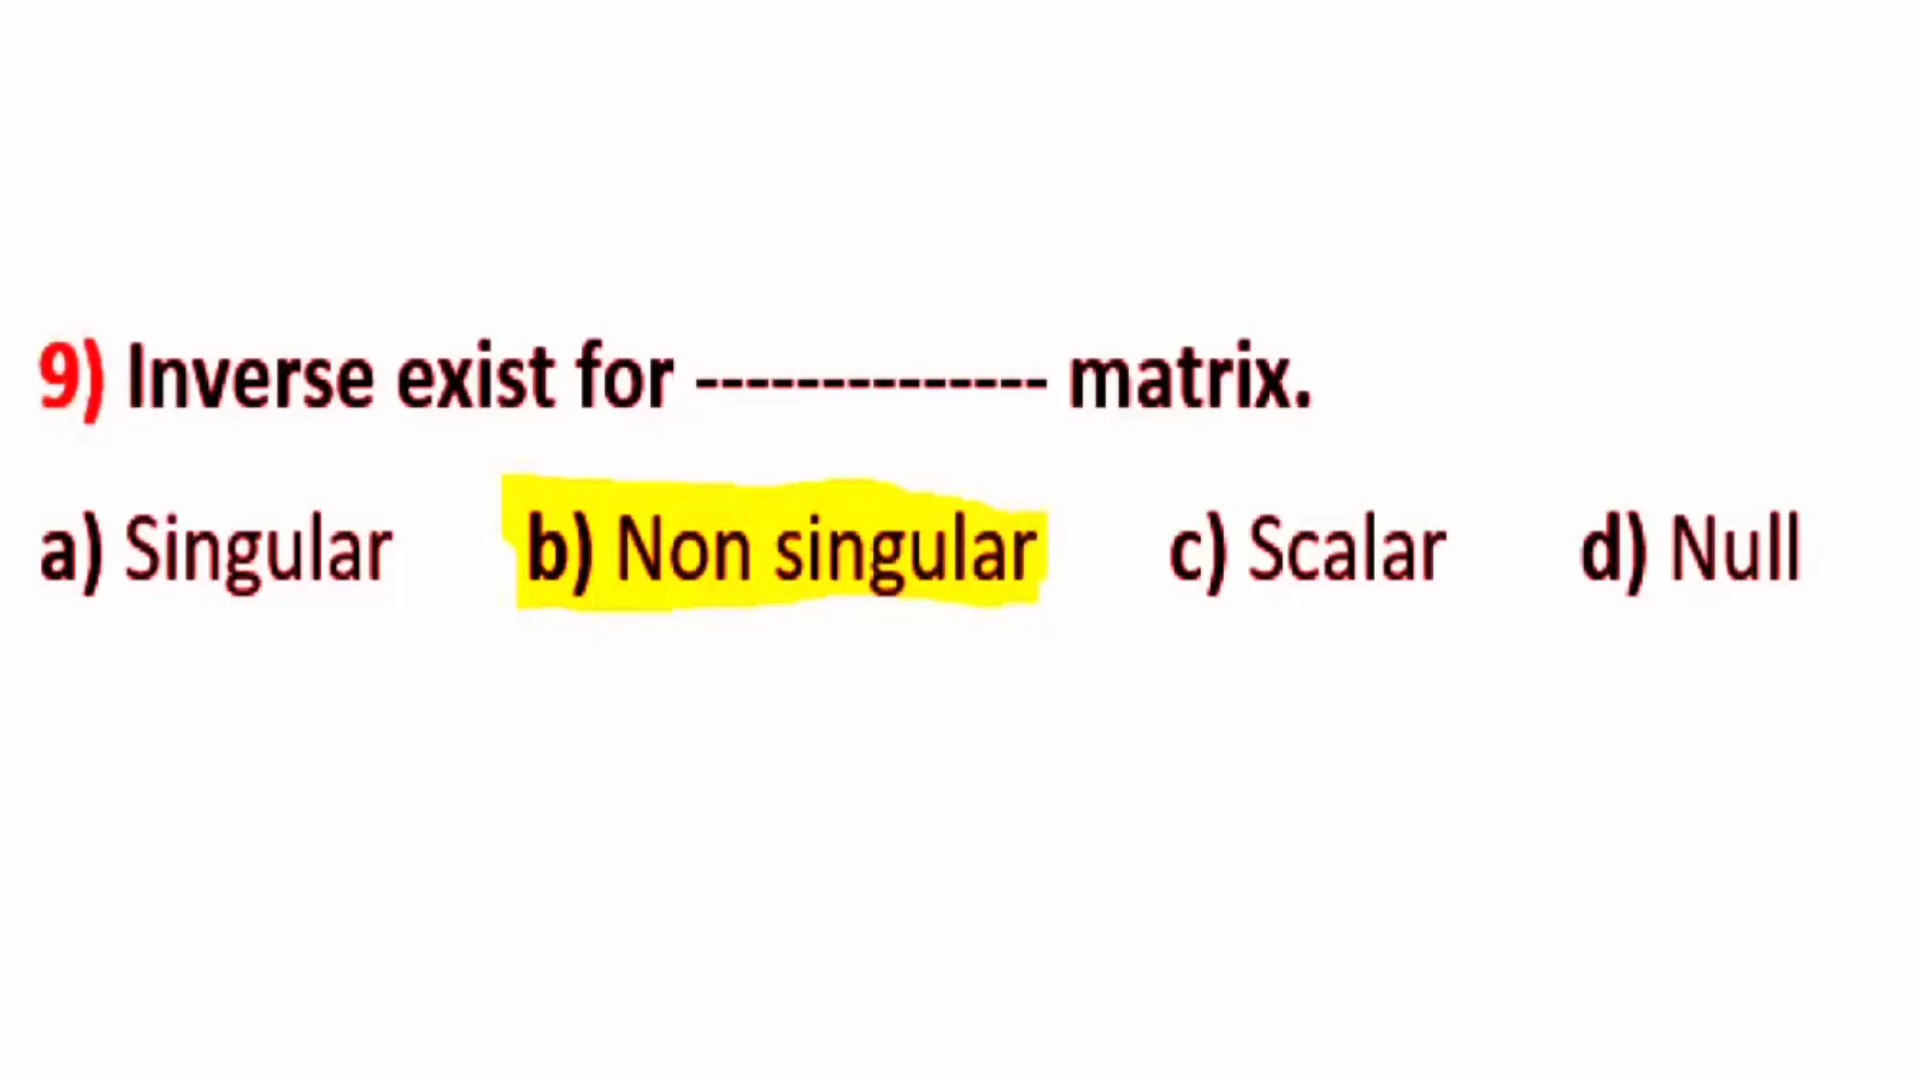 9) Inverse exist for -------------- matrix.
a) Singular b) Non singular c) Scalar d) Null